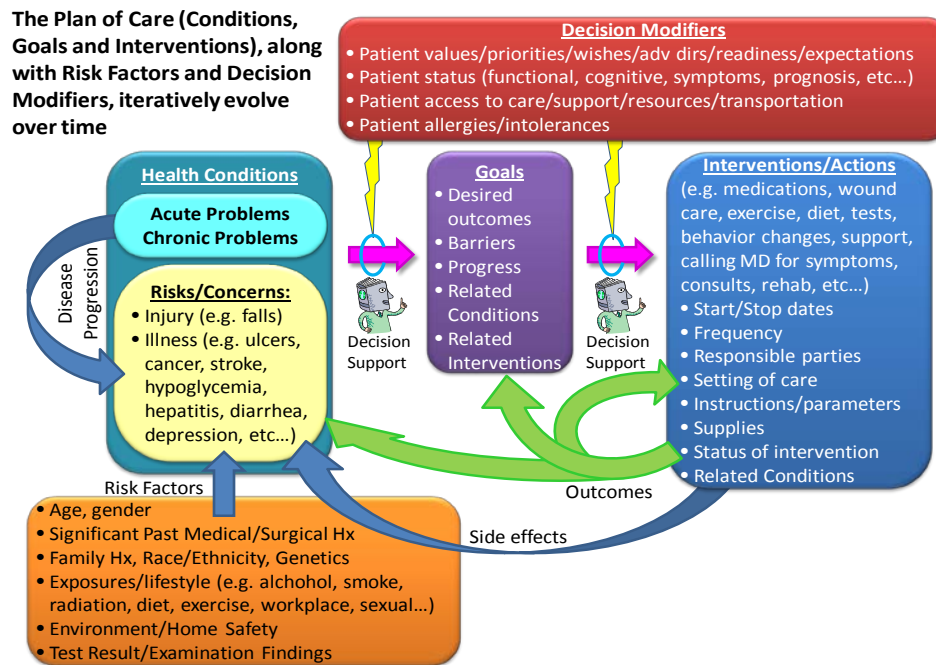 The Plan of Care (Conditions,
Goals and Interventions), along
with Risk Factors and Decision
Modifiers, iteratively evolve
over time
Decision Modifiers
• Patient values/priorities/wishes/adv dirs/readiness/expectations
• Patient status (functional, cognitive, symptoms, prognosis, etc...)
• Patient access to care/support/resources/transportation
• Patient allergies/intolerances
Health Conditions
Acute Problems
Chronic Problems
Disease
Progression
Risks/Concerns:
• Injury (e.g. falls)
• Illness (e.g. ulcers,
cancer, stroke,
hypoglycemia,
hepatitis, diarrhea,
depression, etc...)
Decision
Support
Goals
• Desired
outcomes
• Barriers
• Progress
• Related
Conditions
• Related
Interventions
Decision
Support
Interventions/Actions
(e.g. medications, wound
care, exercise, diet, tests,
behavior changes, support,
calling MD for symptoms,
consults, rehab, etc...)
• Start/Stop dates
• Frequency
• Responsible parties
• Setting of care
• Instructions/parameters
• Supplies
• Status of intervention
• Related Conditions
Outcomes
Side effects
Risk Factors
• Age, gender
• Significant Past Medical/Surgical Hx
• Family Hx, Race/Ethnicity, Genetics
• Exposures/lifestyle (e.g. alchohol, smoke,
radiation, diet, exercise, workplace, sexual...)
• Environment/Home Safety
• Test Result/Examination Findings